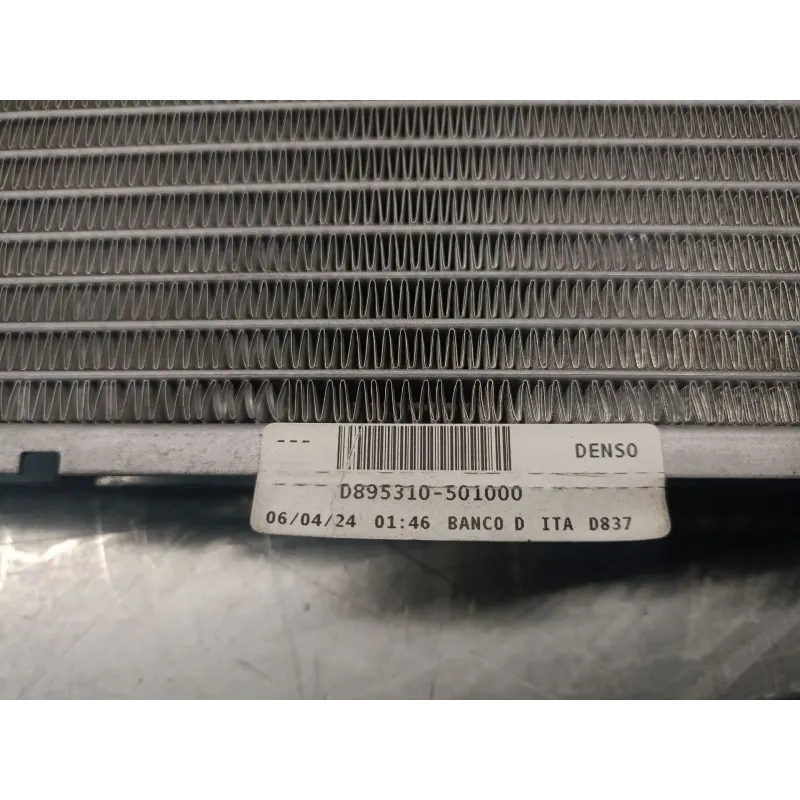 --- DENSO
D895310-501000
06/04/24 01:46 BANCO D ITA D837